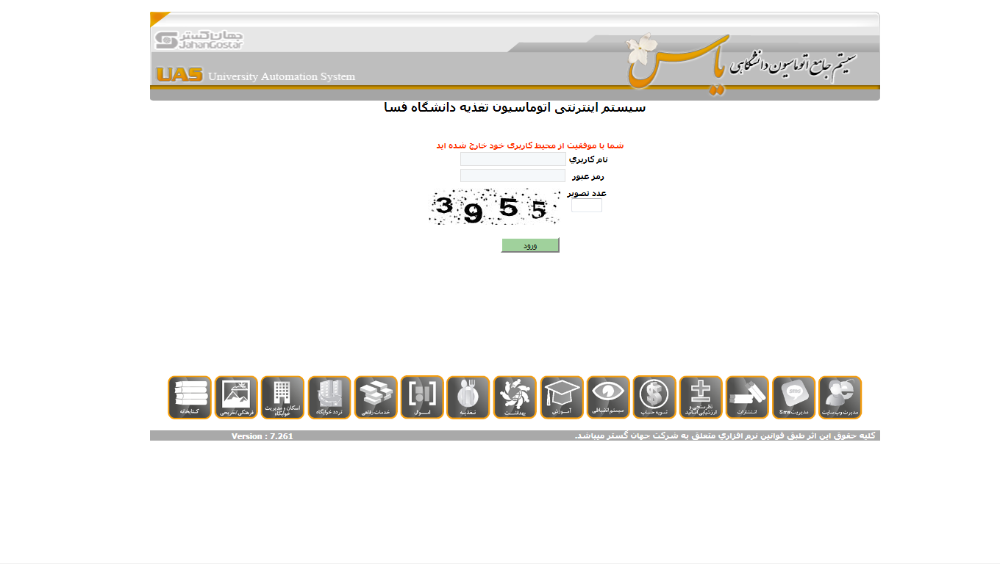 جهان گستر
JahanGostar
سیستم جامع اتوماسیون دانشگاهی یاس
UAS University Automation System
سیستم اینترنتی اتوماسیون تغذیه دانشگاه فسا
شما با موفقیت از محیط کاربری خود خارج شده اید
نام کاربري
رمز عبور
عدد تصویر
3955
ورود
مدیرت وب سایت
مدیریت Sms
انتشارات
نظرسنجی و
ارزشیابی اساتید
تسویه حساب
سیستم انضباطی
آموزش
بهداشت
تغذیه
اموال
خدمات رفاهی
تردد خوابگاه
اسکان و مدیریت
خوابگاه
فرهنگی/تفریحی
کتابخانه
کلیه حقوق این اثر طبق قوانین نرم افزاري متعلق به شرکت جهان گستر میباشد.
Version : 7.261